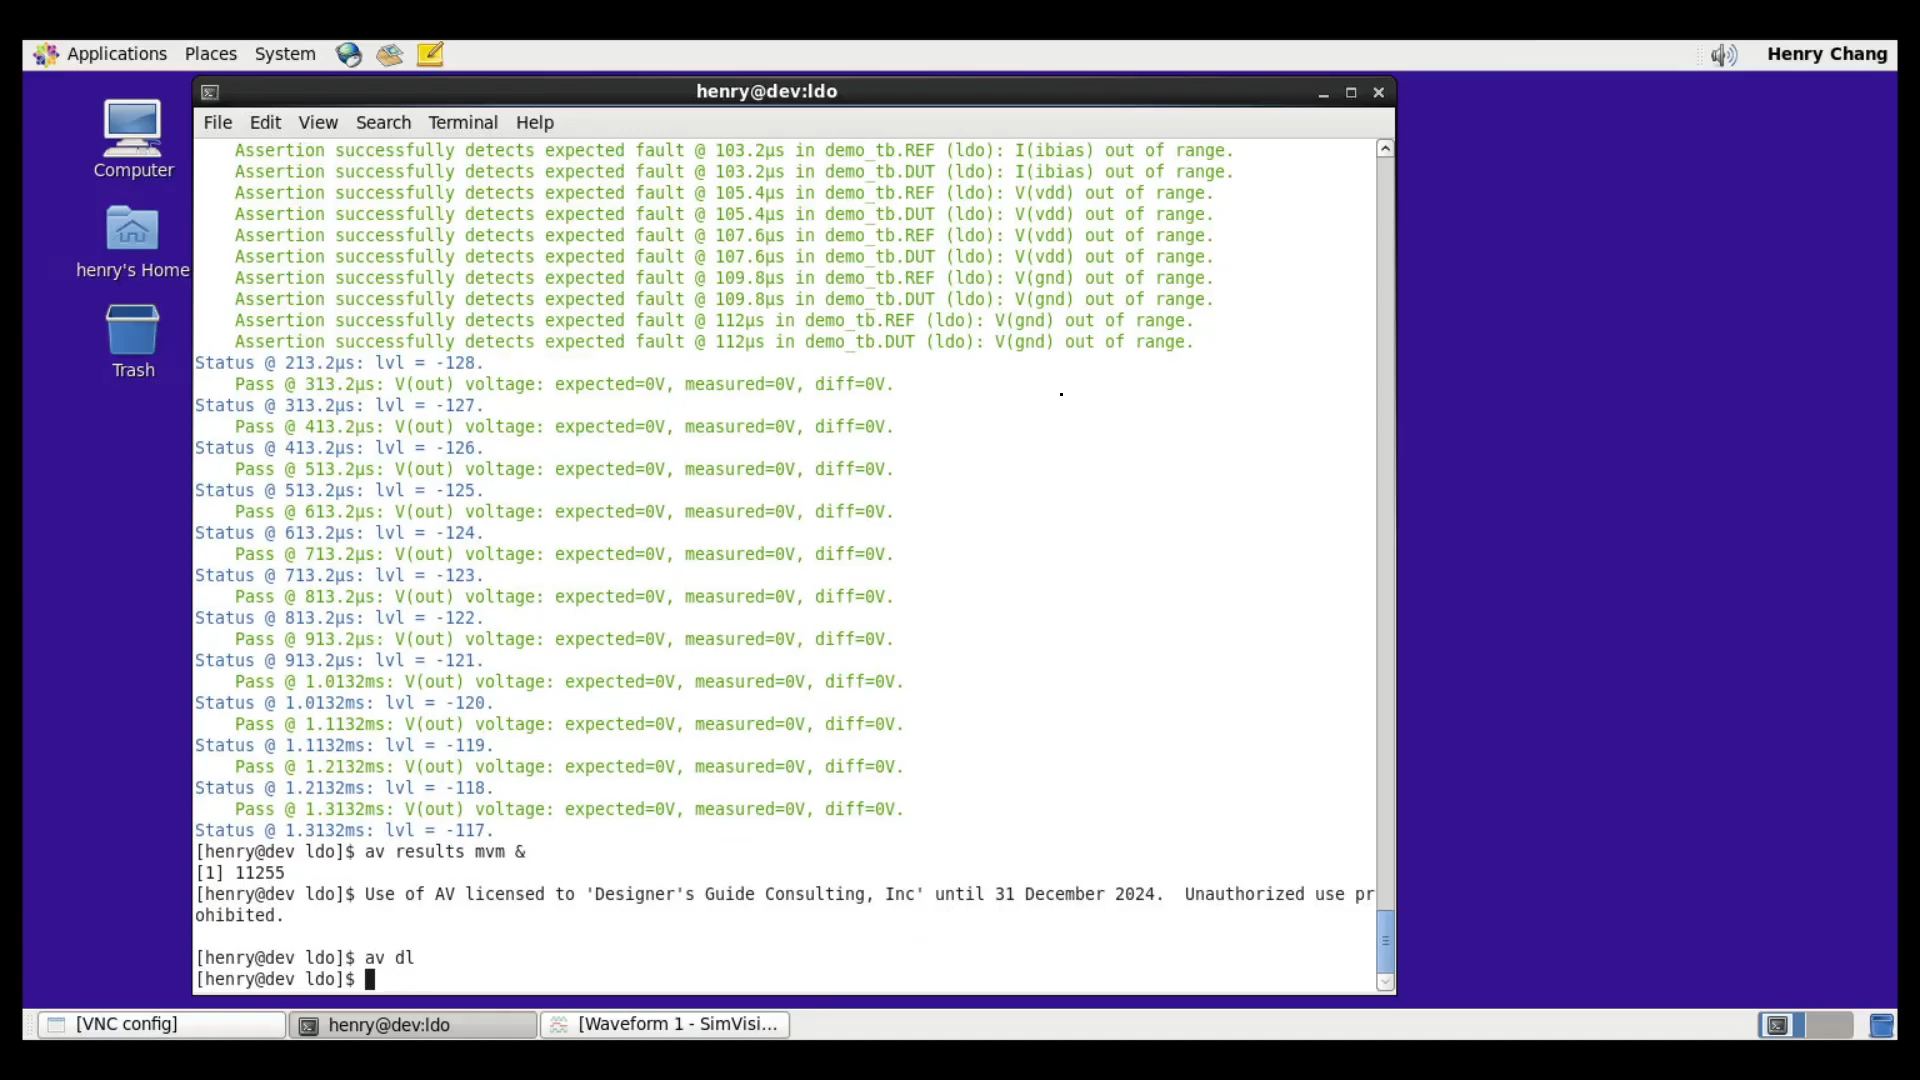 Applications Places System
Henry Chang
henry@dev:ldo
File Edit View Search Terminal Help
Computer
henry's Home
Trash
Assertion successfully detects expected fault @ 103.2µs in demo_tb.REF (ldo): I(ibias) out of range.
Assertion successfully detects expected fault @ 103.2µs in demo_tb.DUT (ldo): I(ibias) out of range.
Assertion successfully detects expected fault @ 105.4µs in demo_tb.REF (ldo): V(vdd) out of range.
Assertion successfully detects expected fault @ 105.4µs in demo_tb.DUT (ldo): V(vdd) out of range.
Assertion successfully detects expected fault @ 107.6µs in demo_tb.REF (ldo): V(vdd) out of range.
Assertion successfully detects expected fault @ 107.6µs in demo_tb.DUT (ldo): V(vdd) out of range.
Assertion successfully detects expected fault @ 109.8µs in demo_tb.REF (ldo): V(gnd) out of range.
Assertion successfully detects expected fault @ 109.8µs in demo_tb.DUT (ldo): V(gnd) out of range.
Assertion successfully detects expected fault @ 112µs in demo_tb.REF (ldo): V(gnd) out of range.
Assertion successfully detects expected fault @ 112µs in demo_tb.DUT (ldo): V(gnd) out of range.
Status @ 213.2µs: lvl = -128.
Pass @ 313.2µs: V(out) voltage: expected=0V, measured=0V, diff=0V.
Status @ 313.2µs: lvl = -127.
Pass @ 413.2µs: V(out) voltage: expected=0V, measured=0V, diff=0V.
Status @ 413.2µs: lvl = -126.
Pass @ 513.2µs: V(out) voltage: expected=0V, measured=0V, diff=0V.
Status @ 513.2µs: lvl = -125.
Pass @ 613.2µs: V(out) voltage: expected=0V, measured=0V, diff=0V.
Status @ 613.2µs: lvl = -124.
Pass @ 713.2µs: V(out) voltage: expected=0V, measured=0V, diff=0V.
Status @ 713.2µs: lvl = -123.
Pass @ 813.2µs: V(out) voltage: expected=0V, measured=0V, diff=0V.
Status @ 813.2µs: lvl = -122.
Pass @ 913.2µs: V(out) voltage: expected=0V, measured=0V, diff=0V.
Status @ 913.2µs: lvl = -121.
Pass @ 1.0132ms: V(out) voltage: expected=0V, measured=0V, diff=0V.
Status @ 1.0132ms: lvl = -120.
Pass @ 1.1132ms: V(out) voltage: expected=0V, measured=0V, diff=0V.
Status @ 1.1132ms: lvl = -119.
Pass @ 1.2132ms: V(out) voltage: expected=0V, measured=0V, diff=0V.
Status @ 1.2132ms: lvl = -118.
Pass @ 1.3132ms: V(out) voltage: expected=0V, measured=0V, diff=0V.
Status @ 1.3132ms: lvl = -117.
[henry@dev ldo]$ av results mvm &
[1] 11255
[henry@dev ldo]$ Use of AV licensed to 'Designer's Guide Consulting, Inc' until 31 December 2024.  Unauthorized use pr
ohibited.
[henry@dev ldo]$ av dl
[henry@dev ldo]$
[VNC config]
henry@dev:ldo
[Waveform 1 - SimVisi...